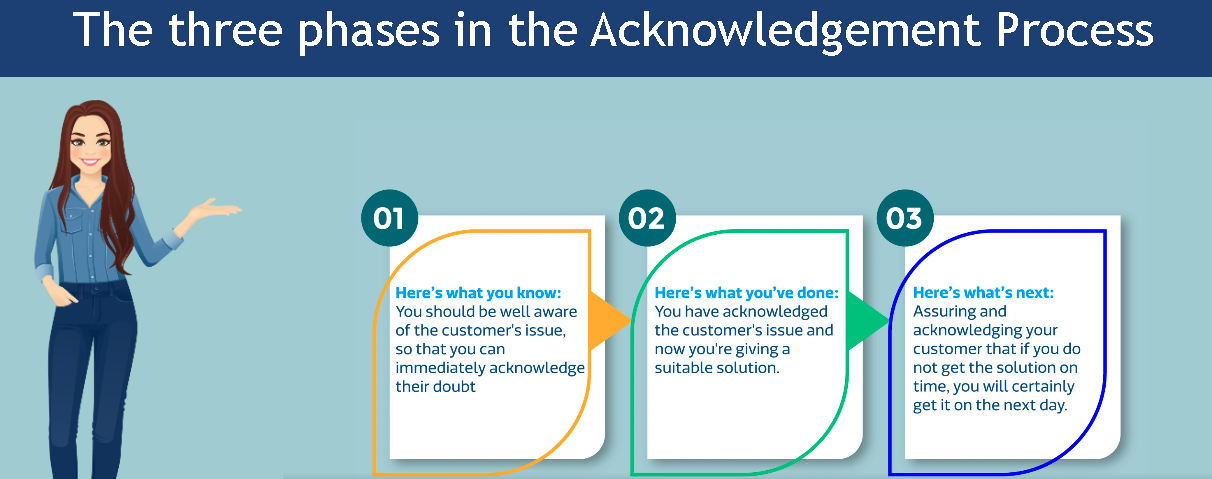 The three phases in the Acknowledgement Process
01
Here's what you know:
You should be well aware
of the customer's issue,
so that you can
immediately acknowledge
their doubt
02
Here's what you've done:
You have acknowledged
the customer's issue and
now you're giving a
suitable solution.
03
Here's what's next:
Assuring and
acknowledging your
customer that if you do
not get the solution on
time, you will certainly
get it on the next day.